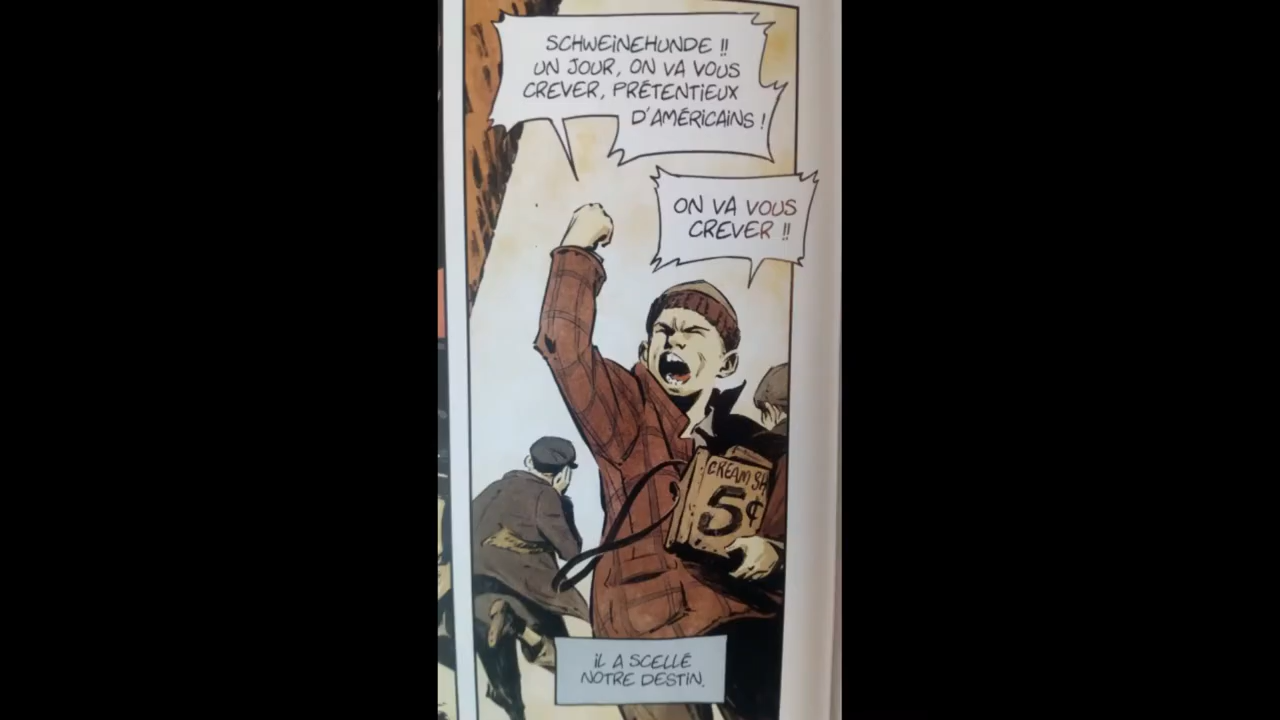 SCHWEINEHUNDE !!
UN JOUR, ON VA VOUS
CREVER, PRÉTENTIEUX
D'AMÉRICAINS !
ON VA VOUS
CREVER !!
CREAM SH
5¢
IL A SCELLÉ
NOTRE DESTIN.